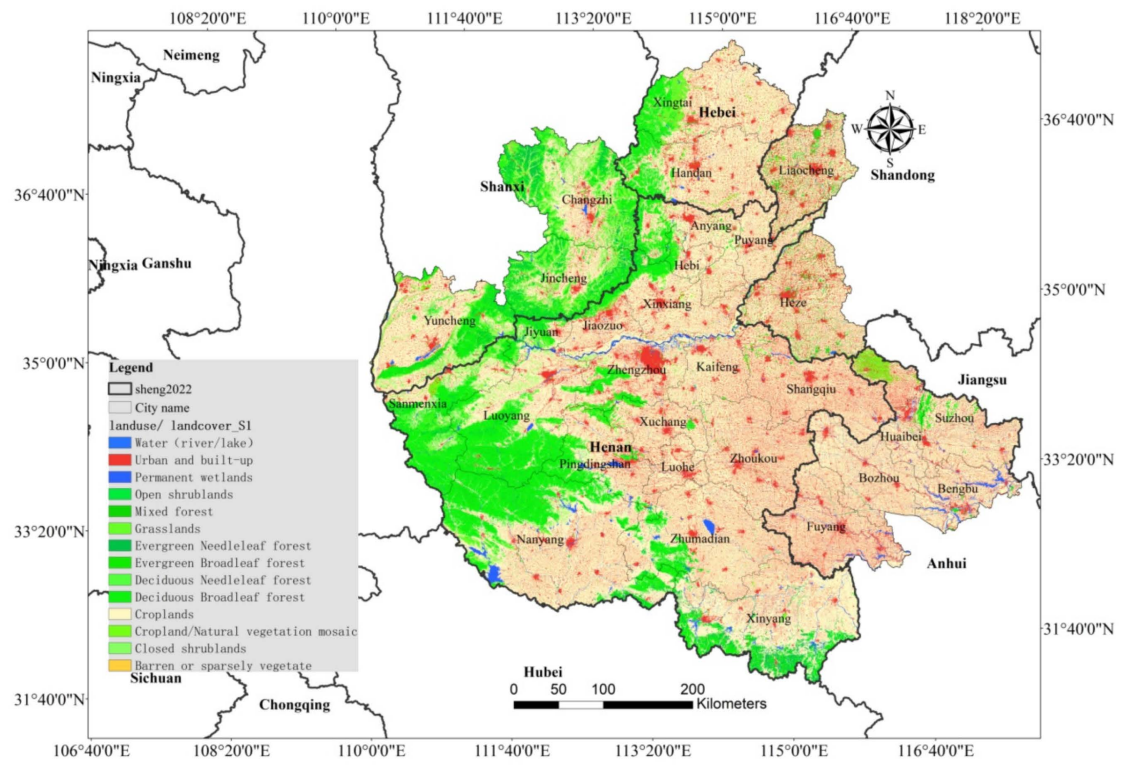 108°20'0"E 110°0'0"E 111°40'0"E 113°20'0"E 115°0'0"E 116°40'0"E 118°20'0"E
Neimeng
Ningxia
Xingtai
Hebei
36°40'0"N
N
W E
S
Liaocheng
Shandong
Handan
Shanxi
36°40'0"N
Changzhi
Anyang
Puyang
Ningxia Ganshu
Hebi
Jincheng
35°0'0"N
Heze
Xinxiang
Yuncheng
Jiyuan
Jiaozuo
35°0'0"N
Zhengzhou
Kaifeng
Jiangsu
Shangqiu
Sanmenxia
Luoyang
Suzhou
Xuchang
Huaibei
Henan
33°20'0"N
Pingdingshan
Luohe
Zhoukou
Bozhou
Bengbu
33°20'0"N
Nanyang
Zhumadian
Fuyang
Anhui
Xinyang
31°40'0"N
Legend
sheng2022
City name
landuse/ landcover_S1
Water (river/lake)
Urban and built-up
Permanent wetlands
Open shrublands
Mixed forest
Grasslands
Evergreen Needleleaf forest
Evergreen Broadleaf forest
Deciduous Needleleaf forest
Deciduous Broadleaf forest
Croplands
Cropland/Natural vegetation mosaic
Closed shrublands
Barren or sparsely vegetate
Sichuan
Hubei
0 50 100 200
Kilometers
Chongqing
31°40'0"N
106°40'0"E 108°20'0"E 110°0'0"E 111°40'0"E 113°20'0"E 115°0'0"E 116°40'0"E